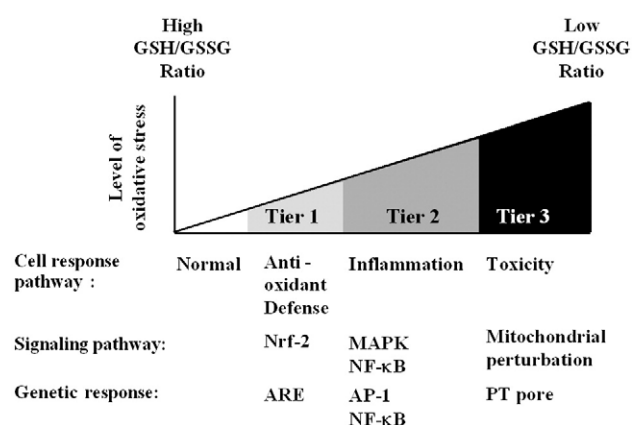 High
GSH/GSSG
Ratio
Low
GSH/GSSG
Ratio
Level of
oxidative stress
Tier 1
Tier 2
Tier 3
Cell response
pathway :
Normal
Anti -
oxidant
Defense
Inflammation
Toxicity
Signaling pathway:
Nrf-2
MAPK
NF-κB
Mitochondrial
perturbation
Genetic response:
ARE
AP-1
NF-κB
PT pore